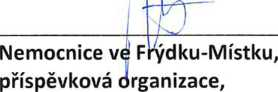 Nemocnice ve Frýdku-Místku,
příspěvková organizace,